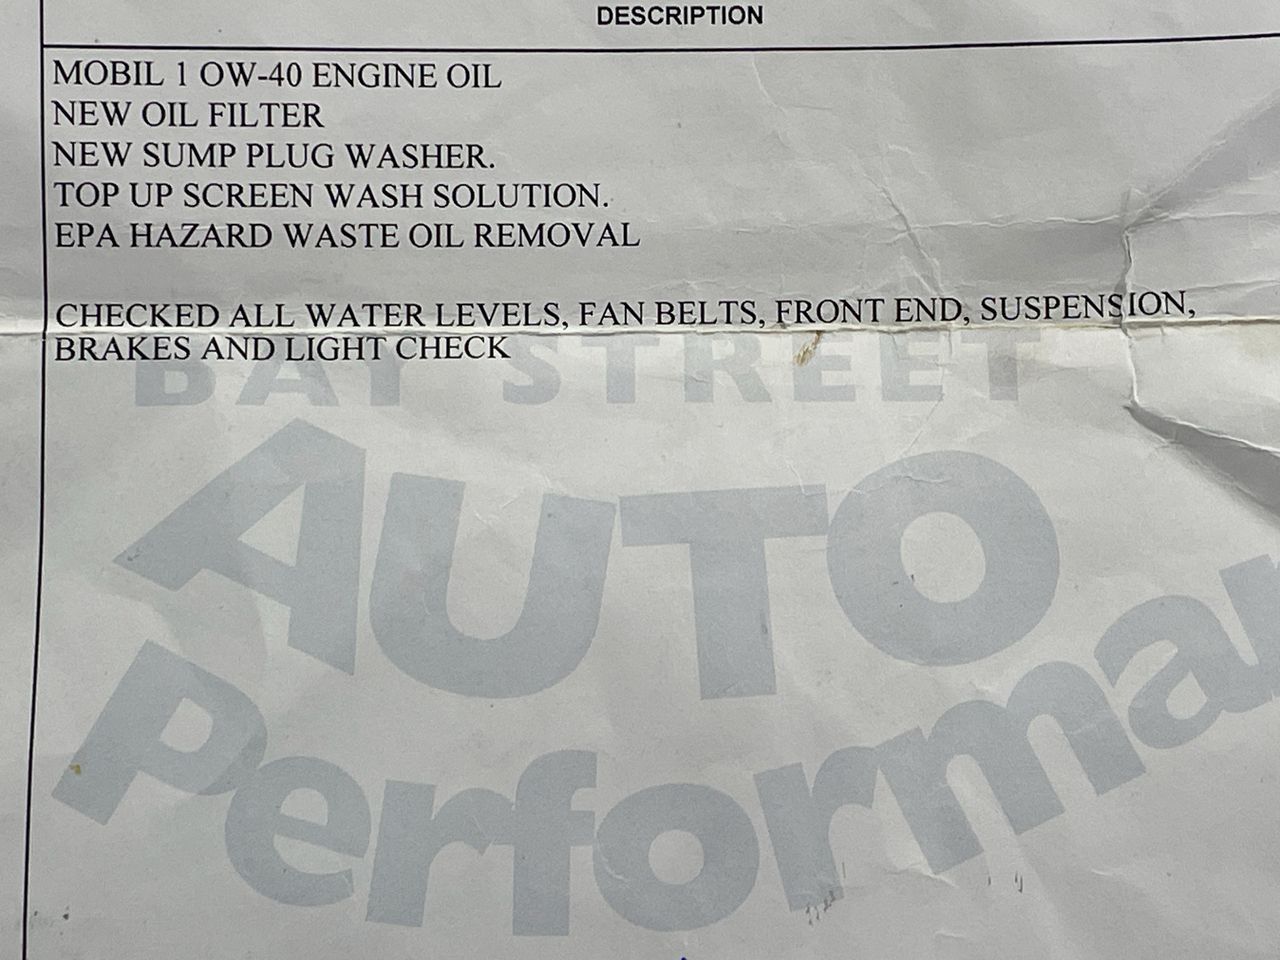 DESCRIPTION
MOBIL 1 OW-40 ENGINE OIL
NEW OIL FILTER
NEW SUMP PLUG WASHER.
TOP UP SCREEN WASH SOLUTION.
EPA HAZARD WASTE OIL REMOVAL
CHECKED ALL WATER LEVELS, FAN BELTS, FRONT END, SUSPENSION,
BRAKES AND LIGHT CHECK
BAY STREET
AUTO